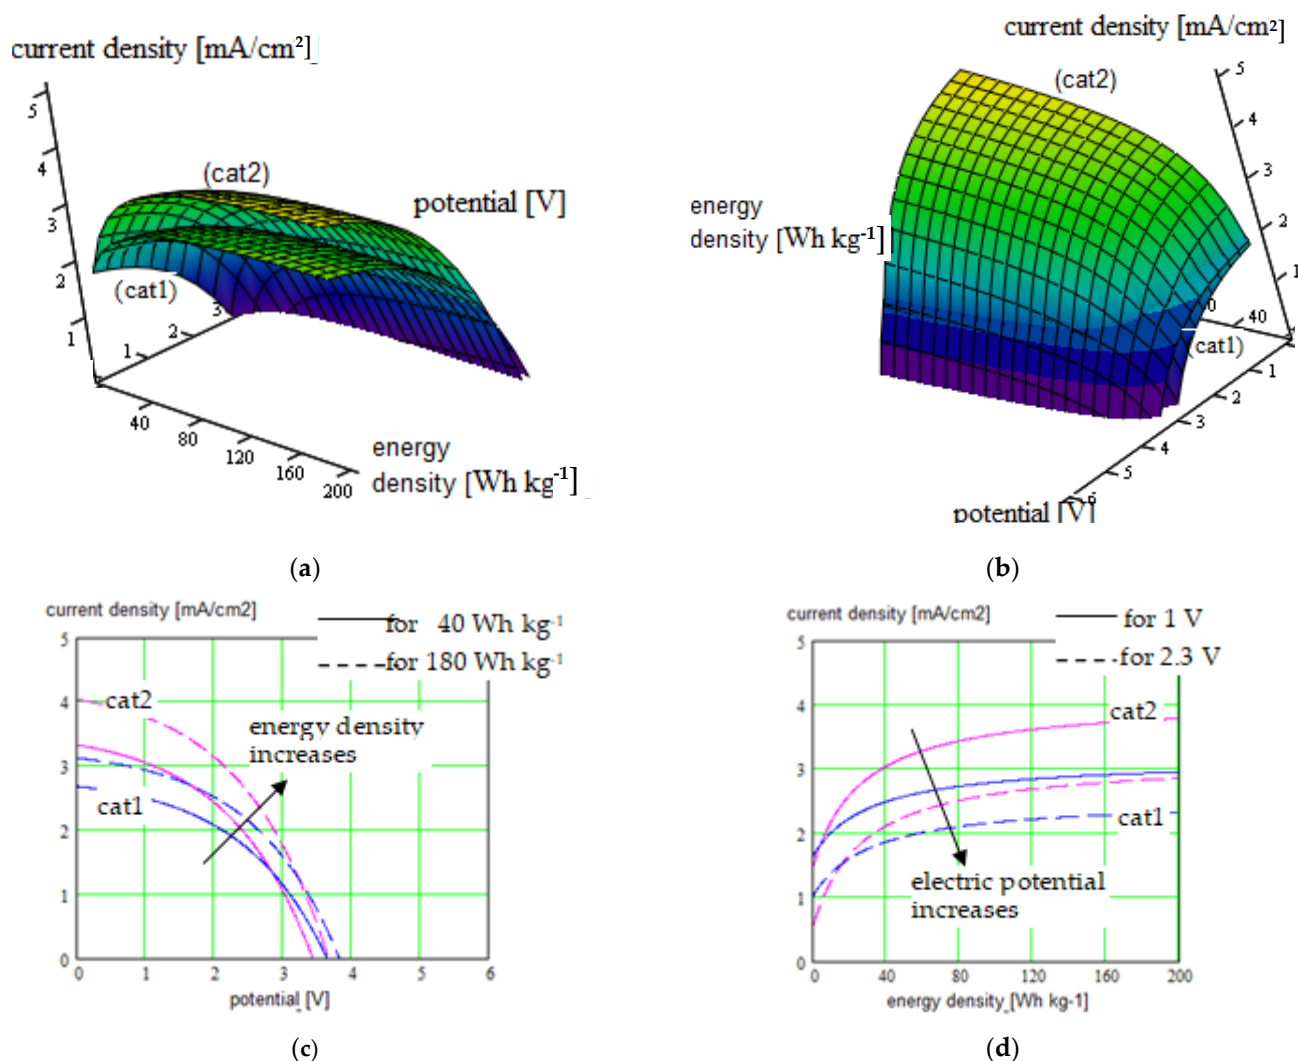 current density [mA/cm²]
5
4
3
2
1
(cat2)
potential [V]
(cat1)
3
2
1
40
80
120
160
200
energy
density [Wh kg-1]
(a)
current density [mA/cm²]
(cat2)
5
4
3
2
1
energy
density [Wh kg-1]
0
40
(cat1)
1
2
3
4
5
6
potential [V]
(b)
current density [mA/cm2]
for 40 Wh kg-1
for 180 Wh kg-1
5
4
3
2
1
0
cat2
energy density
increases
cat1
0 1 2 3 4 5 6
potential [V]
(c)
current density [mA/cm2]
for 1 V
for 2.3 V
5
4
3
2
1
0
cat2
cat1
electric potential
increases
0 40 80 120 160 200
energy density [Wh kg-1]
(d)